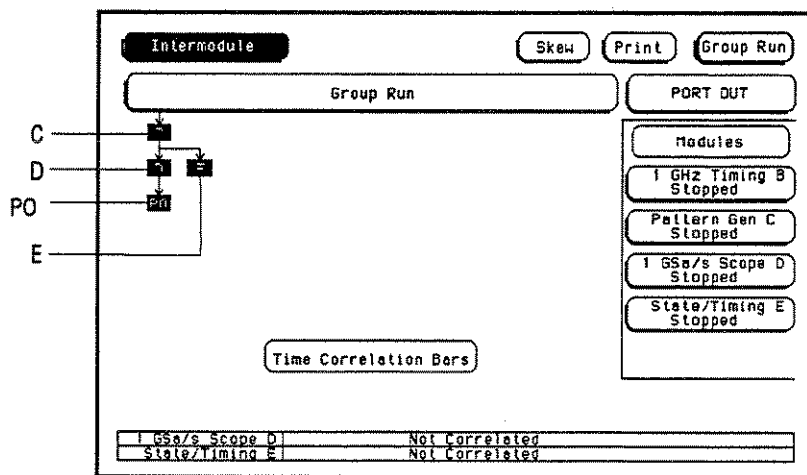 Intermodule
Skew
Print
Group Run
Group Run
PORT OUT
C
D
PO
E
PO
Modules
1 GHz Timing B
Stopped
Pattern Gen C
Stopped
1 GSa/s Scope D
Stopped
State/Timing E
Stopped
Time Correlation Bars
1 GSa/s Scope D Not Correlated
State/Timing E Not Correlated